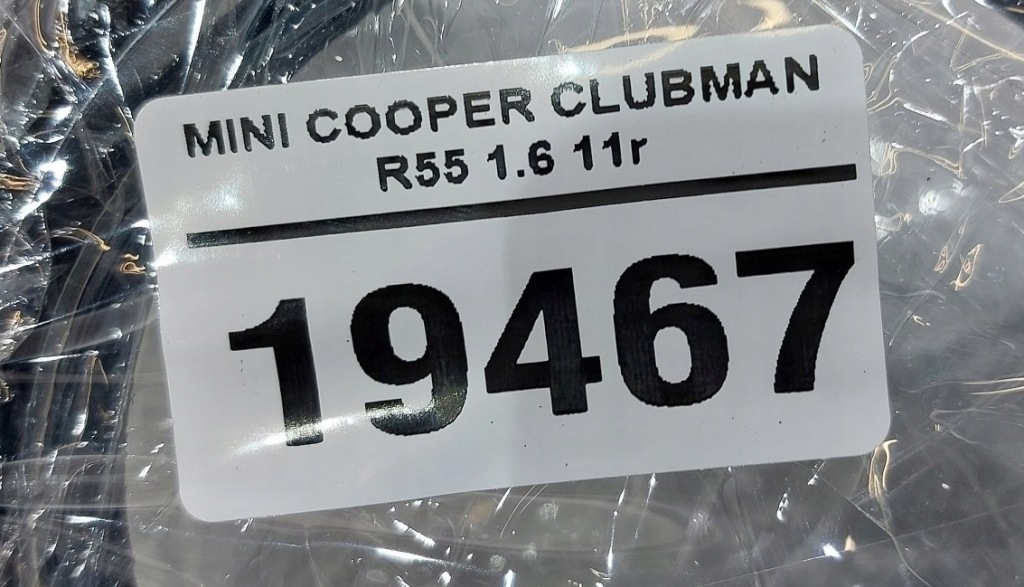 MINI COOPER CLUBMAN
R55 1.6 11r
19467